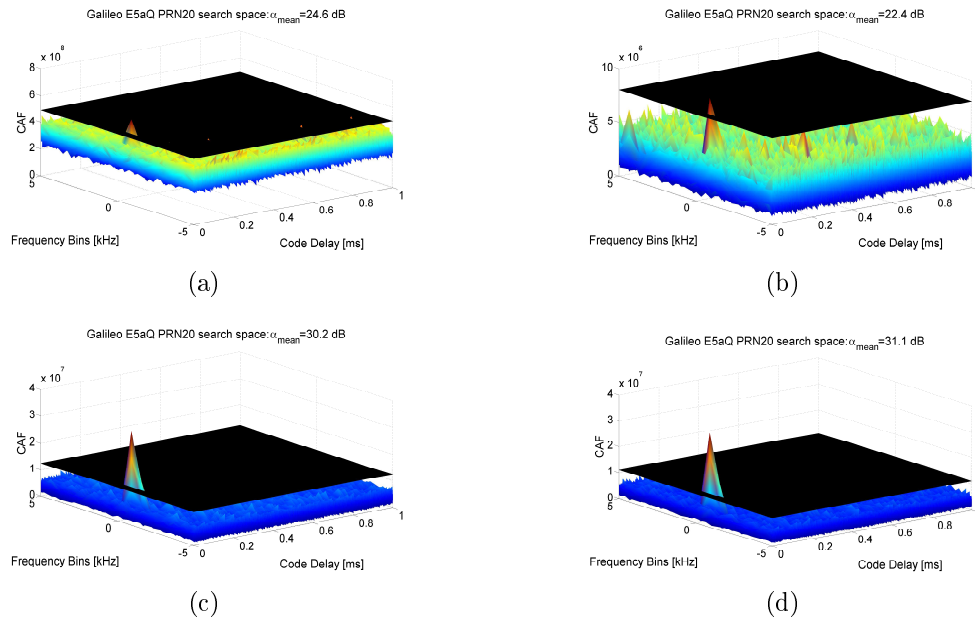 Galileo E5aQ PRN20 search space:αmean=24.6 dB
x 10^8
8
6
4
2
0
CAF
5
0
-5
Frequency Bins [kHz]
0
0.2
0.4
0.6
0.8
1
Code Delay [ms]
(a)
Galileo E5aQ PRN20 search space:αmean=22.4 dB
x 10^6
10
5
0
CAF
5
0
-5
Frequency Bins [kHz]
0
0.2
0.4
0.6
0.8
Code Delay [ms]
(b)
Galileo E5aQ PRN20 search space:αmean=30.2 dB
x 10^7
4
3
2
1
0
CAF
5
0
-5
Frequency Bins [kHz]
0
0.2
0.4
0.6
0.8
1
Code Delay [ms]
(c)
Galileo E5aQ PRN20 search space:αmean=31.1 dB
x 10^7
4
3
2
1
0
CAF
5
0
-5
Frequency Bins [kHz]
0
0.2
0.4
0.6
0.8
Code Delay [ms]
(d)